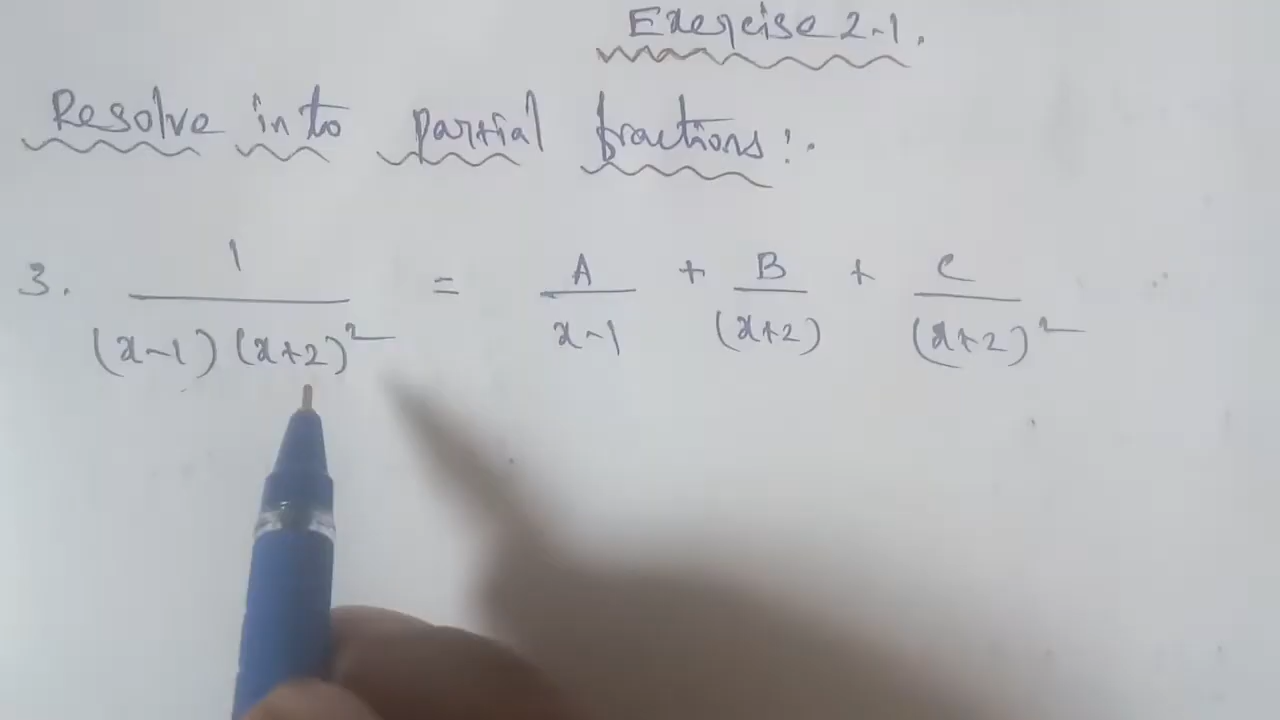 Exercise 2.1.
Resolve into partial fractions:
3. 1/((x-1)(x+2)²) = A/(x-1) + B/(x+2) + C/(x+2)²